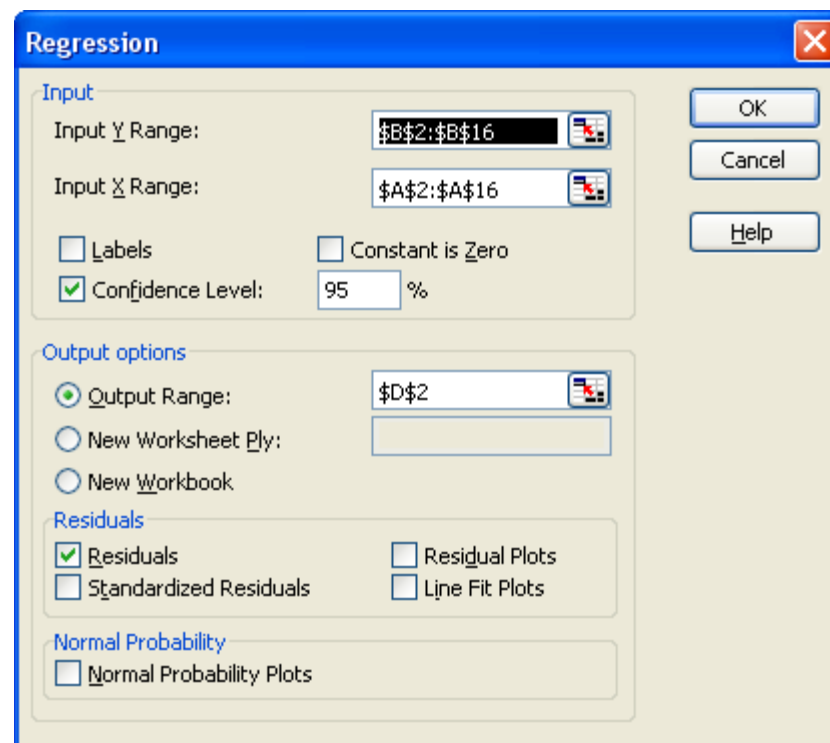 Regression
Input
Input Y Range: $B$2:$B$16
OK
Cancel
Input X Range: $A$2:$A$16
Help
Labels Constant is Zero
Confidence Level: 95 %
Output options
Output Range: $D$2
New Worksheet Ply:
New Workbook
Residuals
Residuals Residual Plots
Standardized Residuals Line Fit Plots
Normal Probability
Normal Probability Plots